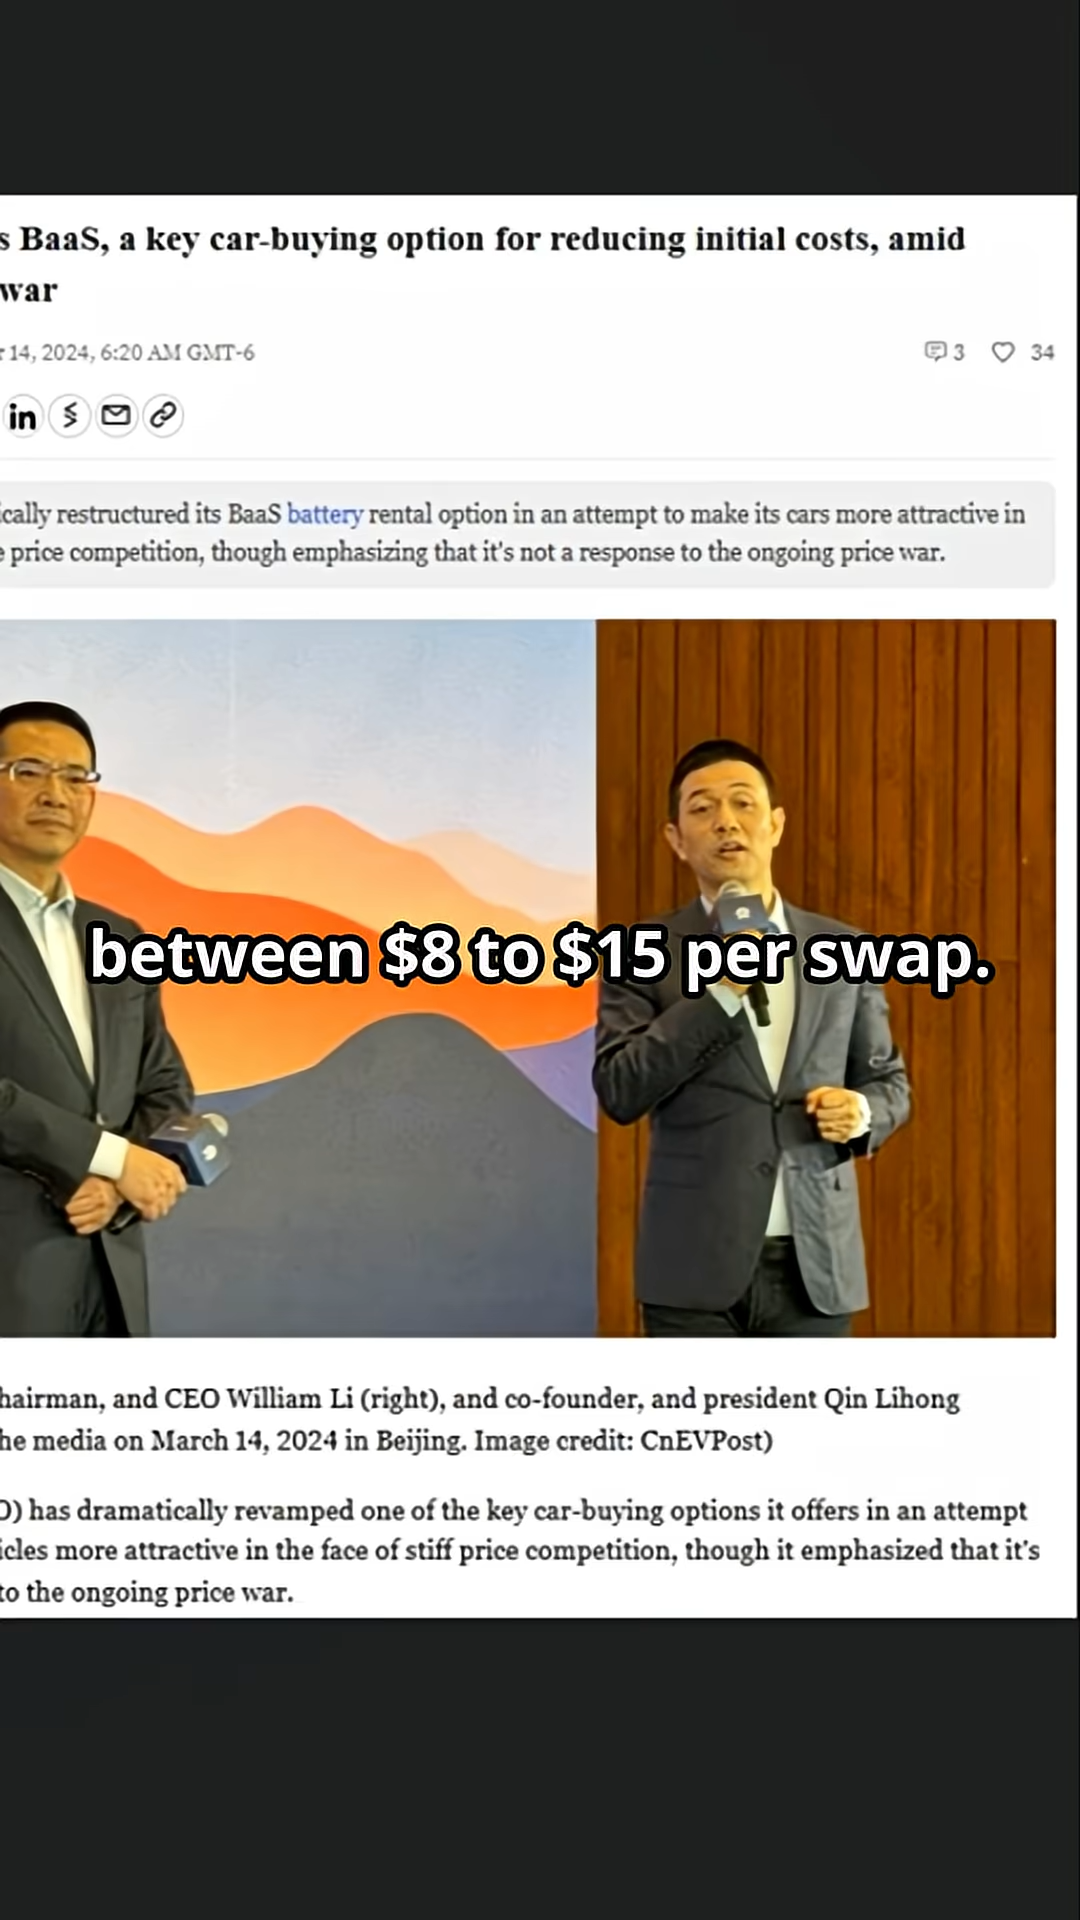 s BaaS, a key car-buying option for reducing initial costs, amid
war
14, 2024, 6:20 AM GMT-6
3 34
in
cally restructured its BaaS battery rental option in an attempt to make its cars more attractive in
e price competition, though emphasizing that it's not a response to the ongoing price war.
between $8 to $15 per swap.
hairman, and CEO William Li (right), and co-founder, and president Qin Lihong
he media on March 14, 2024 in Beijing. Image credit: CnEVPost)
O) has dramatically revamped one of the key car-buying options it offers in an attempt
icles more attractive in the face of stiff price competition, though it emphasized that it's
to the ongoing price war.